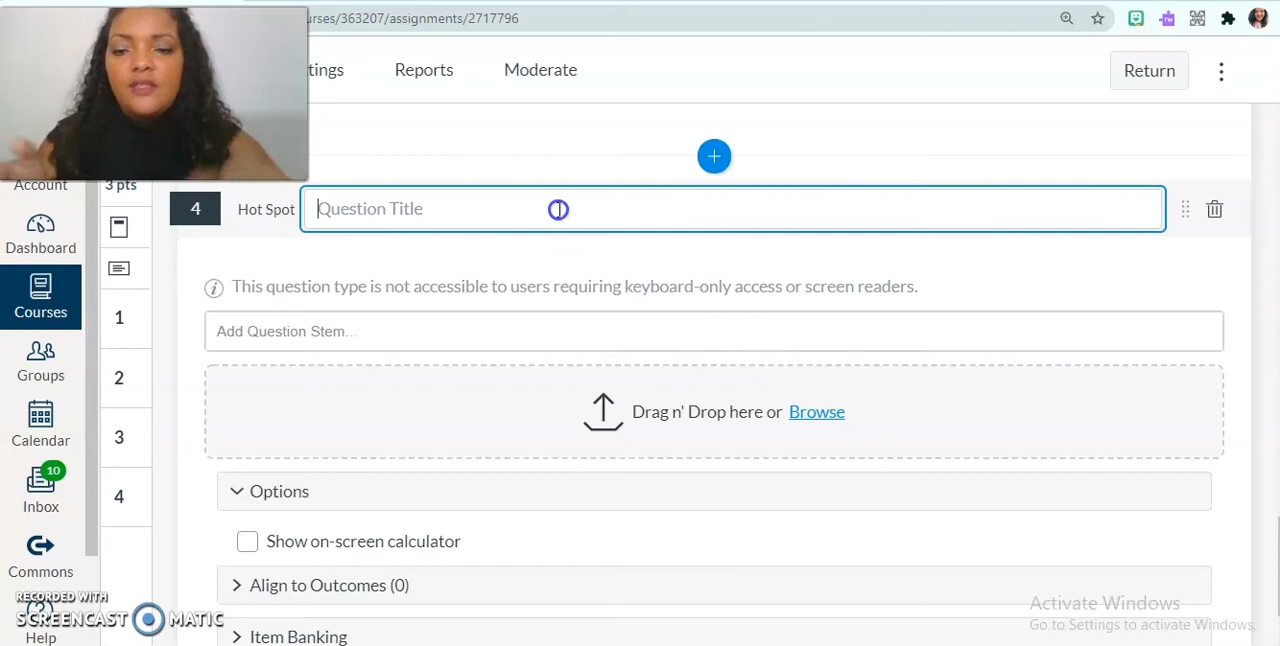 urses/363207/assignments/2717796
tings
Reports
Moderate
Return
Account
3 pts
4
Hot Spot
Question Title
Dashboard
This question type is not accessible to users requiring keyboard-only access or screen readers.
Courses
1
Add Question Stem...
Groups
2
Drag n' Drop here or Browse
Calendar
3
10
Inbox
4
Options
Show on-screen calculator
Commons
Align to Outcomes (0)
RECORDED WITH
SCREENCAST MATIC
Activate Windows
Go to Settings to activate Windows.
Help
Item Banking